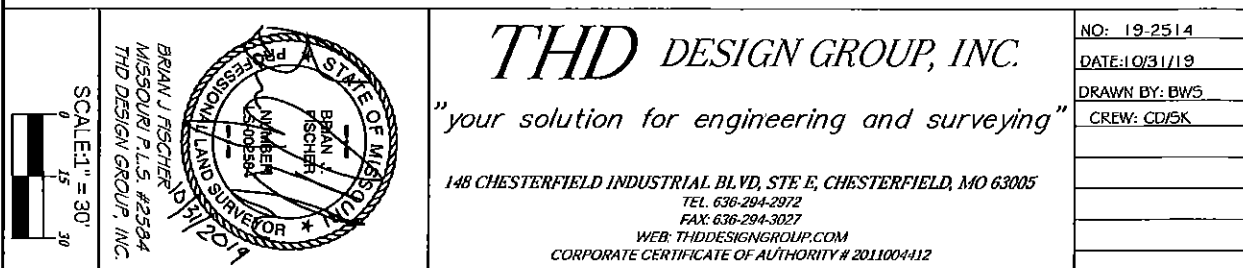 SCALE:1" = 30'
0 15 30
BRIAN J FISCHER
MISSOURI P.L.S. #2584
THD DESIGN GROUP, INC.
STATE OF MISSOURI
BRIAN J.
FISCHER
NUMBER
LS-002584
PROFESSIONAL LAND SURVEYOR
10/31/2019
THD DESIGN GROUP, INC.
"your solution for engineering and surveying"
148 CHESTERFIELD INDUSTRIAL BLVD, STE E, CHESTERFIELD, MO 63005
TEL. 636-294-2972
FAX: 636-294-3027
WEB: THDDESIGNGROUP.COM
CORPORATE CERTIFICATE OF AUTHORITY # 2011004412
NO: 19-2514
DATE:10/31/19
DRAWN BY: BWS
CREW: CD/SK